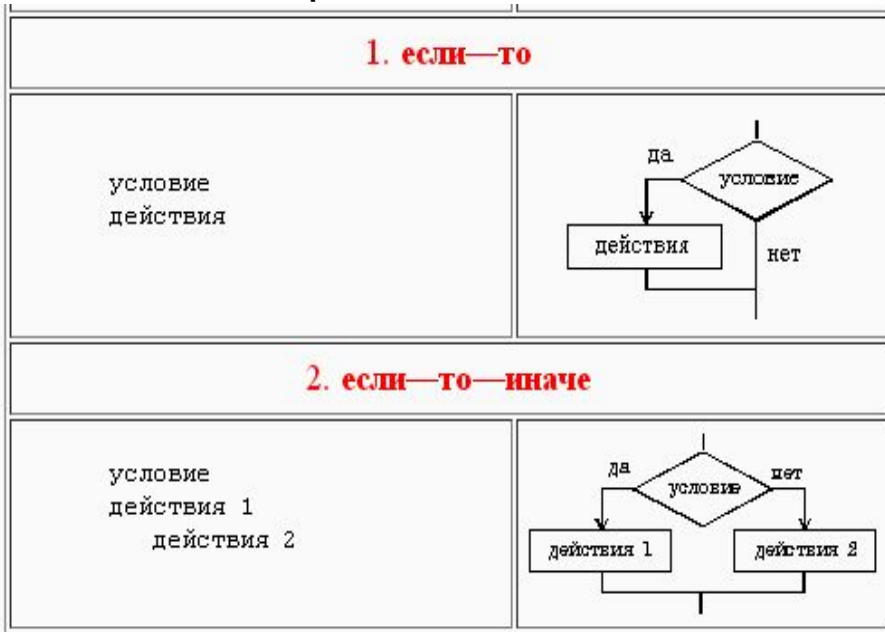 1. если—то
условие
действия
да
условие
действия
нет
2. если—то—иначе
условие
действия 1
действия 2
да
условие
нет
действия 1
действия 2